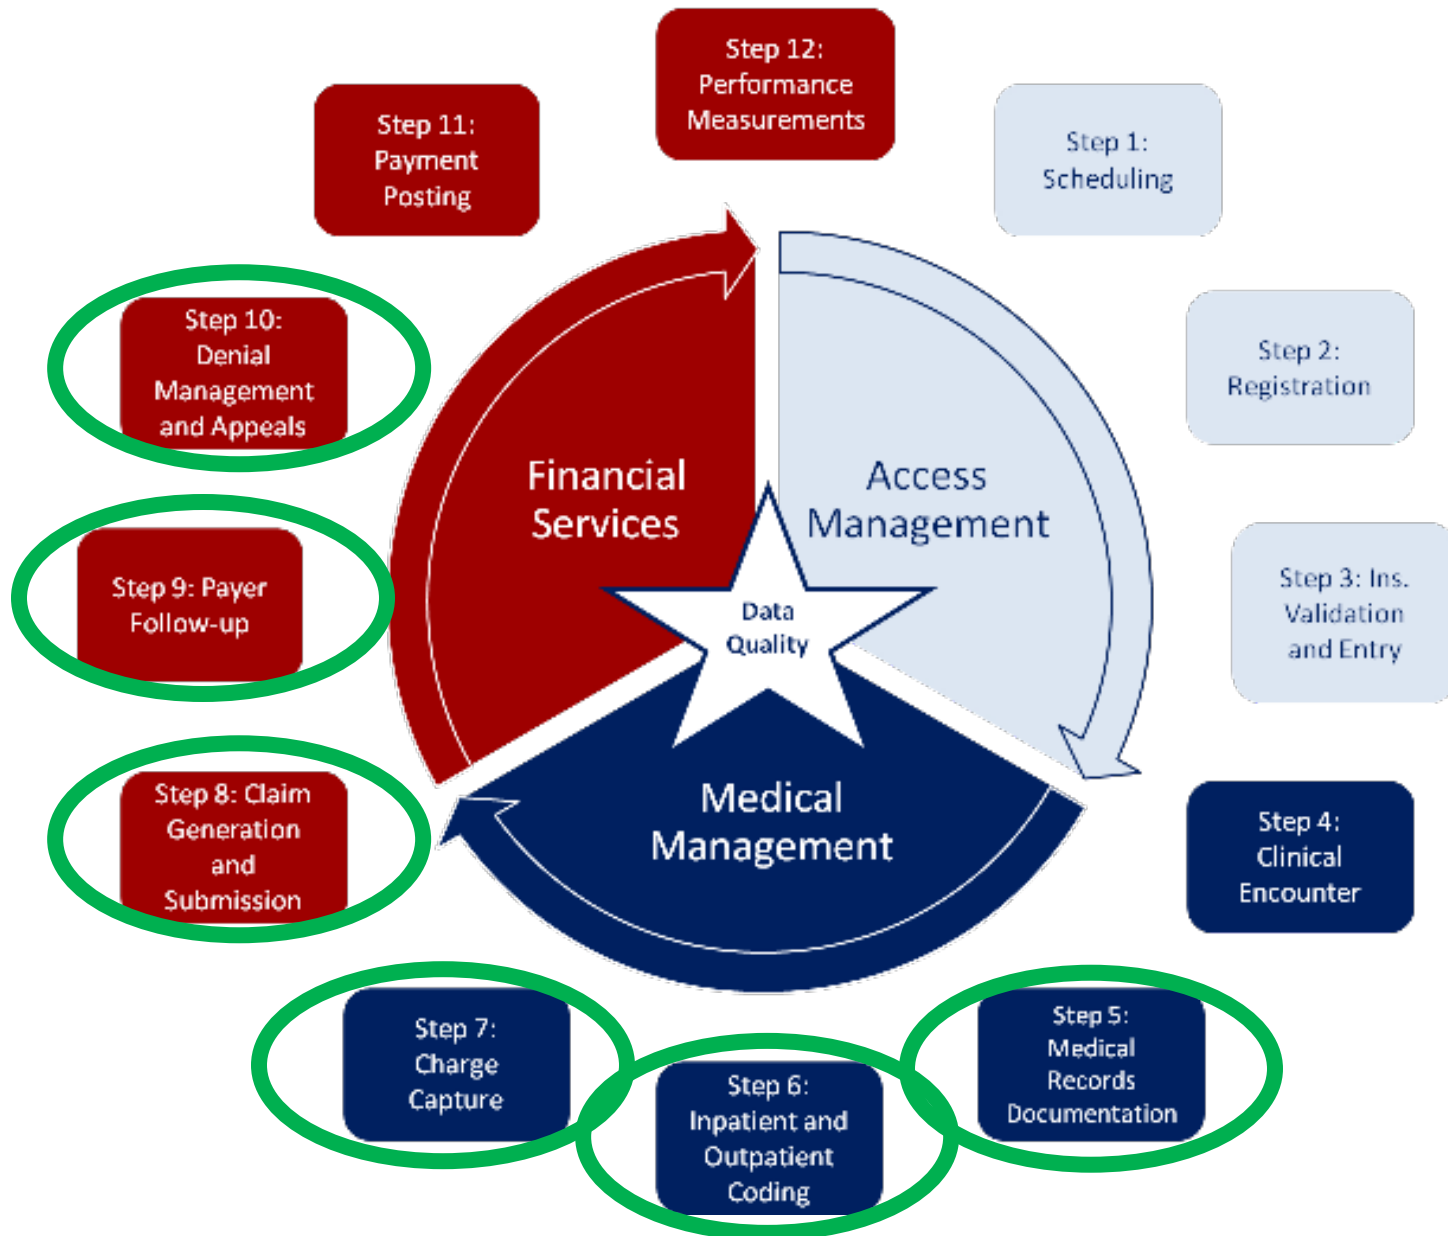 Step 12:
Performance
Measurements
Step 1:
Scheduling
Step 2:
Registration
Step 3: Ins.
Validation
and Entry
Step 4:
Clinical
Encounter
Step 5:
Medical
Records
Documentation
Step 6:
Inpatient and
Outpatient
Coding
Step 7:
Charge
Capture
Step 8: Claim
Generation
and
Submission
Step 9: Payer
Follow-up
Step 10:
Denial
Management
and Appeals
Step 11:
Payment
Posting
Financial
Services
Access
Management
Data
Quality
Medical
Management